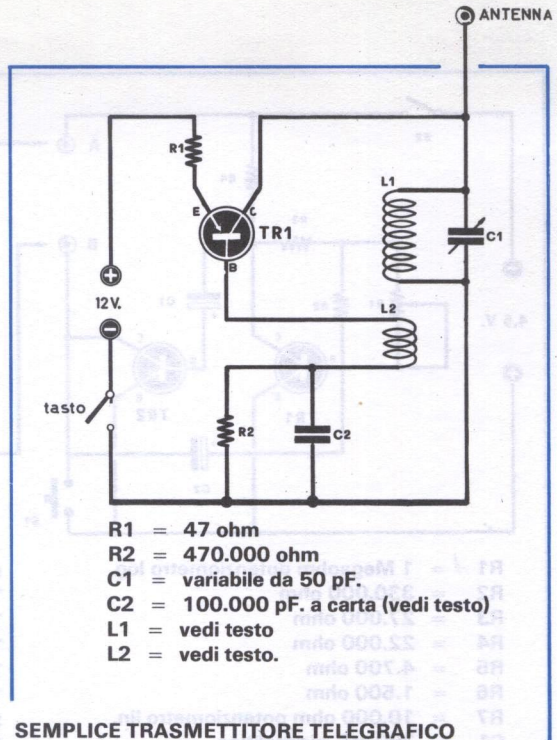 ANTENNA
R1
L1
E
C
TR1
C1
B
12 V.
L2
tasto
R2
C2
R1 = 47 ohm
R2 = 470.000 ohm
C1 = variabile da 50 pF.
C2 = 100.000 pF. a carta (vedi testo)
L1 = vedi testo
L2 = vedi testo.
SEMPLICE TRASMETTITORE TELEGRAFICO